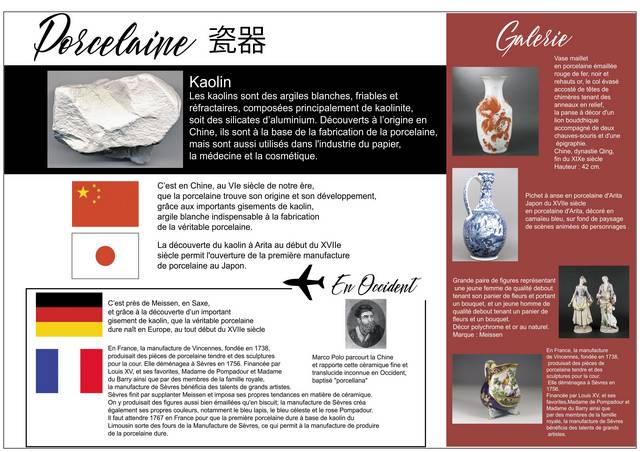 Porcelaine 瓷器
Kaolin
Les kaolins sont des argiles blanches, friables et
réfractaires, composées principalement de kaolinite,
soit des silicates d'aluminium. Découverts à l'origine en
Chine, ils sont à la base de la fabrication de la porcelaine,
mais sont aussi utilisés dans l'industrie du papier,
la médecine et la cosmétique.
C'est en Chine, au VIe siècle de notre ère,
que la porcelaine trouve son origine et son développement,
grâce aux importants gisements de kaolin,
argile blanche indispensable à la fabrication
de la véritable porcelaine.
La découverte du kaolin à Arita au début du XVIIe
siècle permit l'ouverture de la première manufacture
de porcelaine au Japon.
En Occident
C'est près de Meissen, en Saxe,
et grâce à la découverte d'un important
gisement de kaolin, que la véritable porcelaine
dure naît en Europe, au tout début du XVIIe siècle
En France, la manufacture de Vincennes, fondée en 1738,
produisait des pièces de porcelaine tendre et des sculptures
pour la cour. Elle déménagea à Sèvres en 1756. Financée par
Louis XV, et ses favorites, Madame de Pompadour et Madame
du Barry ainsi que par des membres de la famille royale,
la manufacture de Sèvres bénéficia des talents de grands artistes.
Sèvres finit par supplanter Meissen et imposa ses propres tendances en matière de céramique.
On y produisait des figures aussi bien émaillées qu'en biscuit; la manufacture de Sèvres créa
également ses propres couleurs, notamment le bleu lapis, le bleu céleste et le rose Pompadour.
Il faut attendre 1767 en France pour que la première porcelaine dure à base de kaolin du
Limousin sorte des fours de la Manufacture de Sèvres, ce qui permit à la manufacture de produire
de la porcelaine dure.
Marco Polo parcourt la Chine
et rapporte cette céramique fine et
translucide inconnue en Occident,
baptisé "porcellana"
Galerie
Vase maillet
en porcelaine émaillée
rouge de fer, noir et
rehauts or, le col évasé
accosté de têtes de
chimères tenant des
anneaux en relief,
la panse à décor d'un
lion bouddhique
accompagné de deux
chauves-souris et d'une
épigraphie.
Chine, dynastie Qing,
fin du XIXe siècle
Hauteur : 42 cm.
Pichet à anse en porcelaine d'Arita
Japon du XVIIe siècle
en porcelaine d'Arita, décoré en
camaïeu bleu, sur fond de paysage
de scènes animées de personnages
Grande paire de figures représentant
une jeune femme de qualité debout
tenant son panier de fleurs et portant
un bouquet, et un jeune homme de
qualité debout tenant un panier de
fleurs et un bouquet.
Décor polychrome et or au naturel.
Marque : Meissen
En France, la manufacture
de Vincennes, fondée en 1738,
produisait des pièces de
porcelaine tendre et des
sculptures pour la cour.
Elle déménagea à Sèvres en
1756.
Financée par Louis XV, et ses
favorites,Madame de Pompadour et
Madame du Barry ainsi que
par des membres de la famille
royale, la manufacture de Sèvres
bénéficia des talents de grands
artistes.